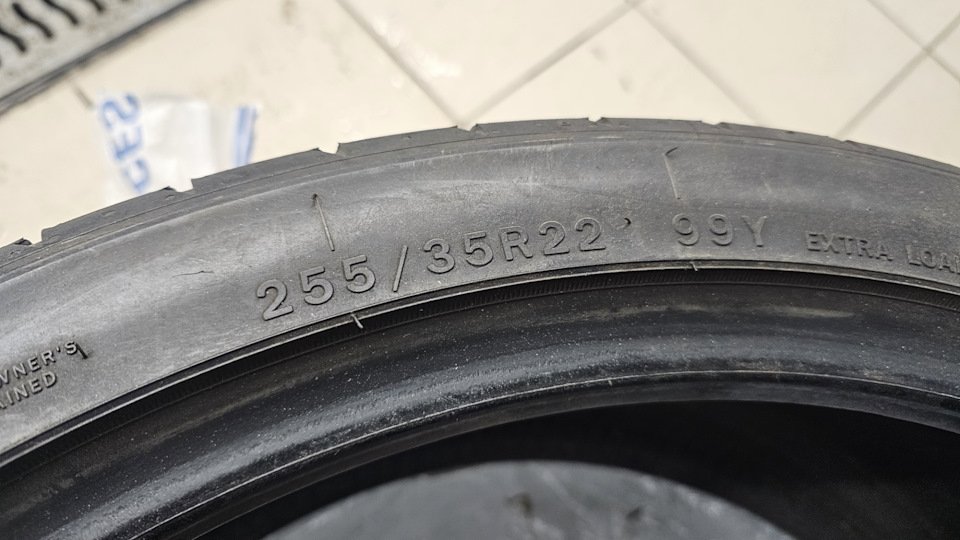 255/35R22 99Y EXTRA LOA
WNER'S
AINED